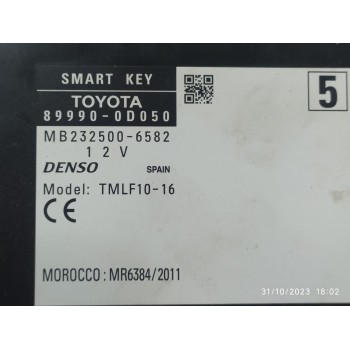 SMART KEY
5
TOYOTA
89990-0D050
MB232500-6582
12V
DENSO SPAIN
Model: TMLF10-16
CE
MOROCCO: MR6384/2011
31/10/2023 18:02